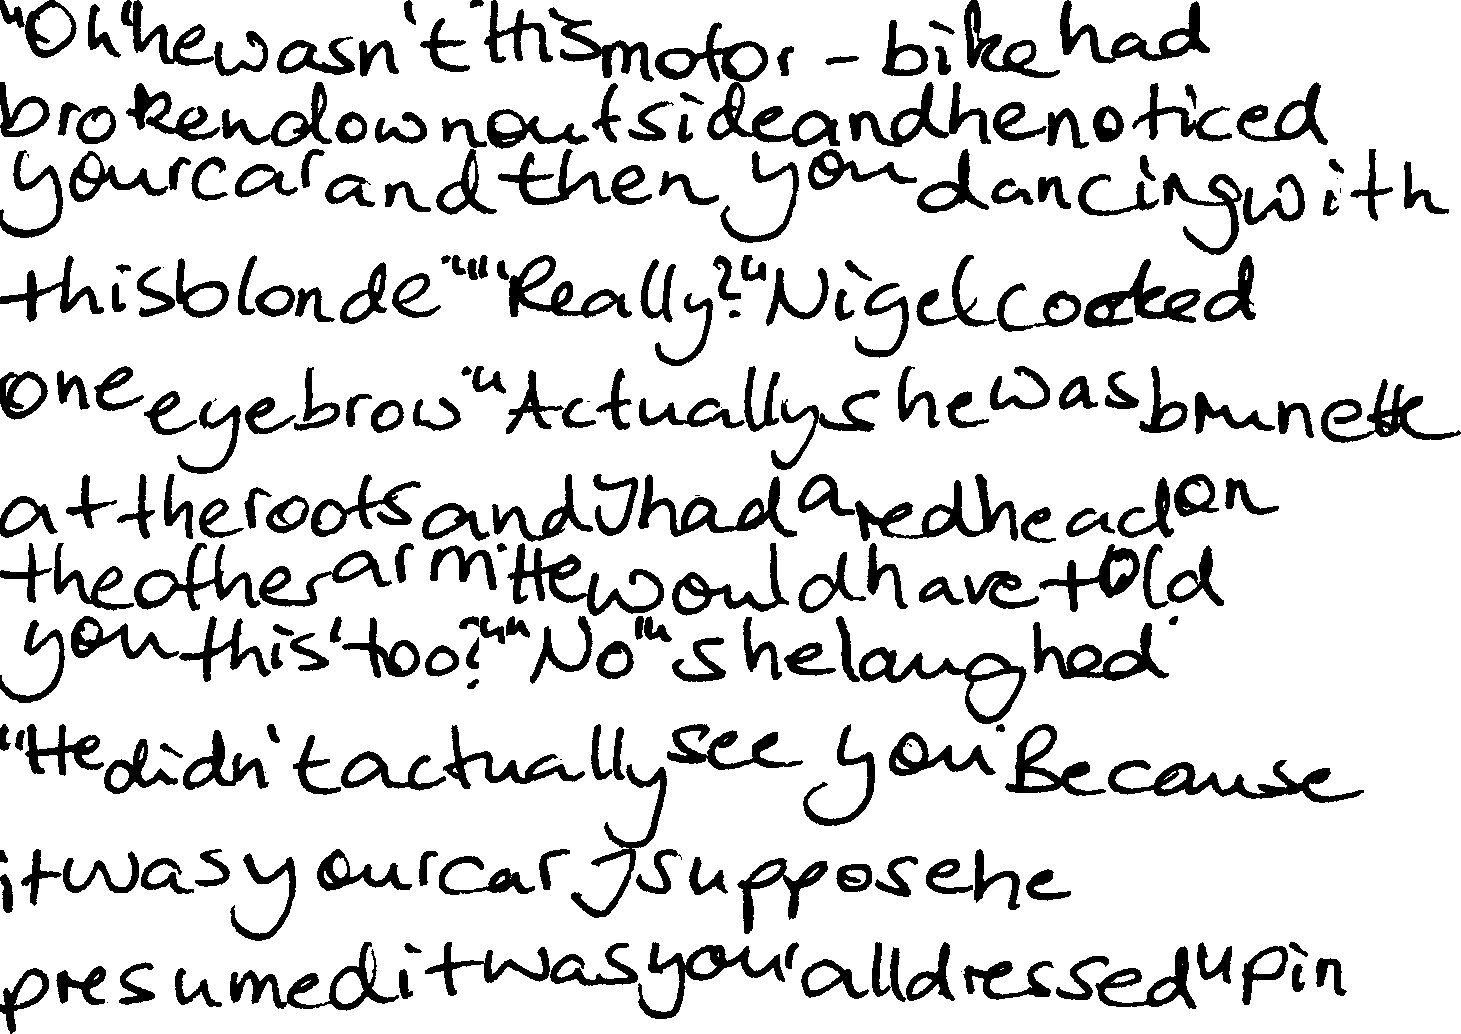 "Oh he wasn't. His motor-bike had
broken down outside and he noticed
your car and then you dancing with
this blonde." "Really?" Nigel cocked
one eyebrow. "Actually she was brunette
at the roots and I had a redhead on
the other arm. He would have told
you this too?" "No", she laughed.
"He didn't actually see you. Because
it was your car I suppose he
presumed it was you all dressed up in